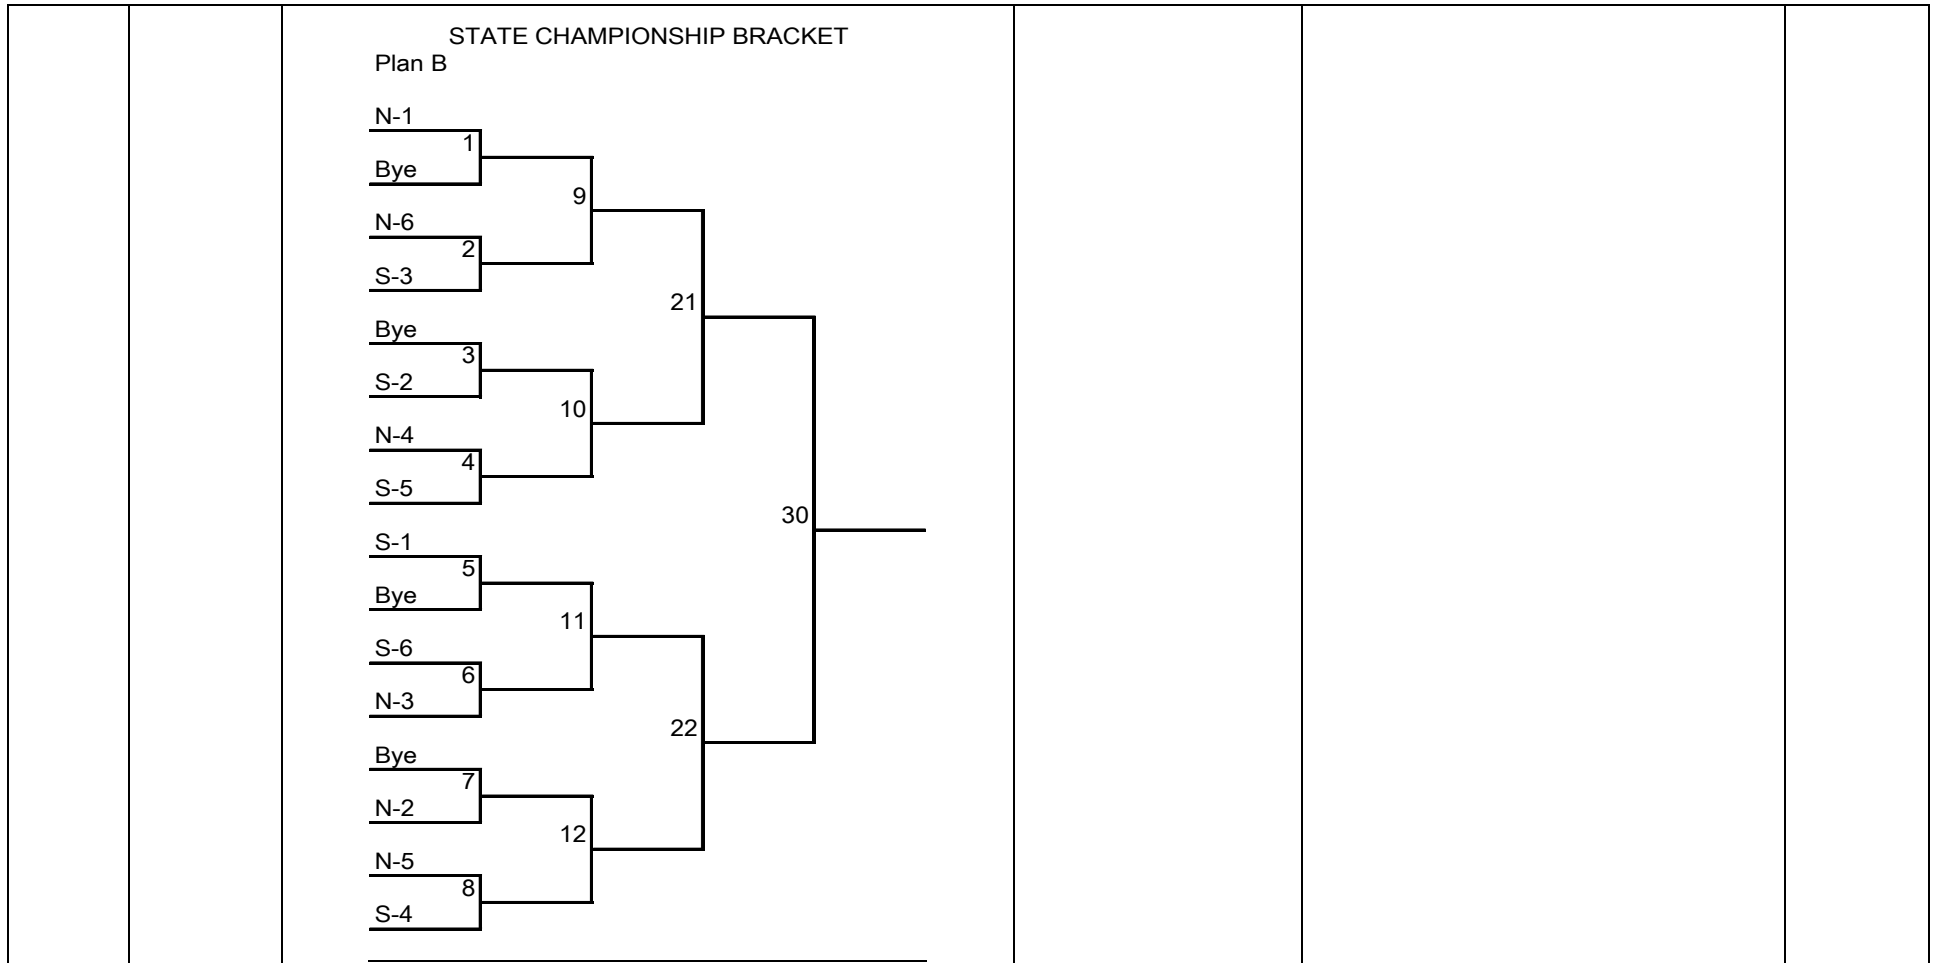 STATE CHAMPIONSHIP BRACKET
Plan B
N-1
1
Bye
9
N-6
2
S-3
21
Bye
3
S-2
10
N-4
4
S-5
30
S-1
5
Bye
11
S-6
6
N-3
22
Bye
7
N-2
12
N-5
8
S-4